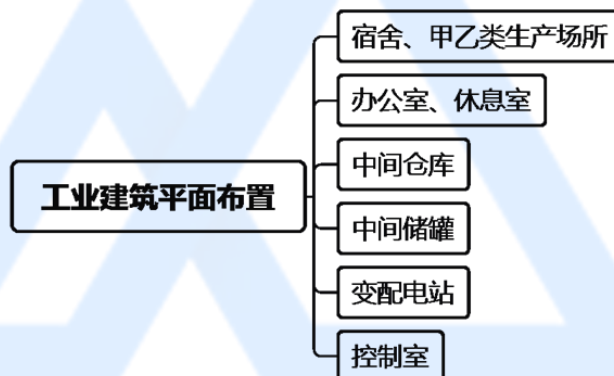 宿舍、甲乙类生产场所
办公室、休息室
工业建筑平面布置
中间仓库
中间储罐
变配电站
控制室